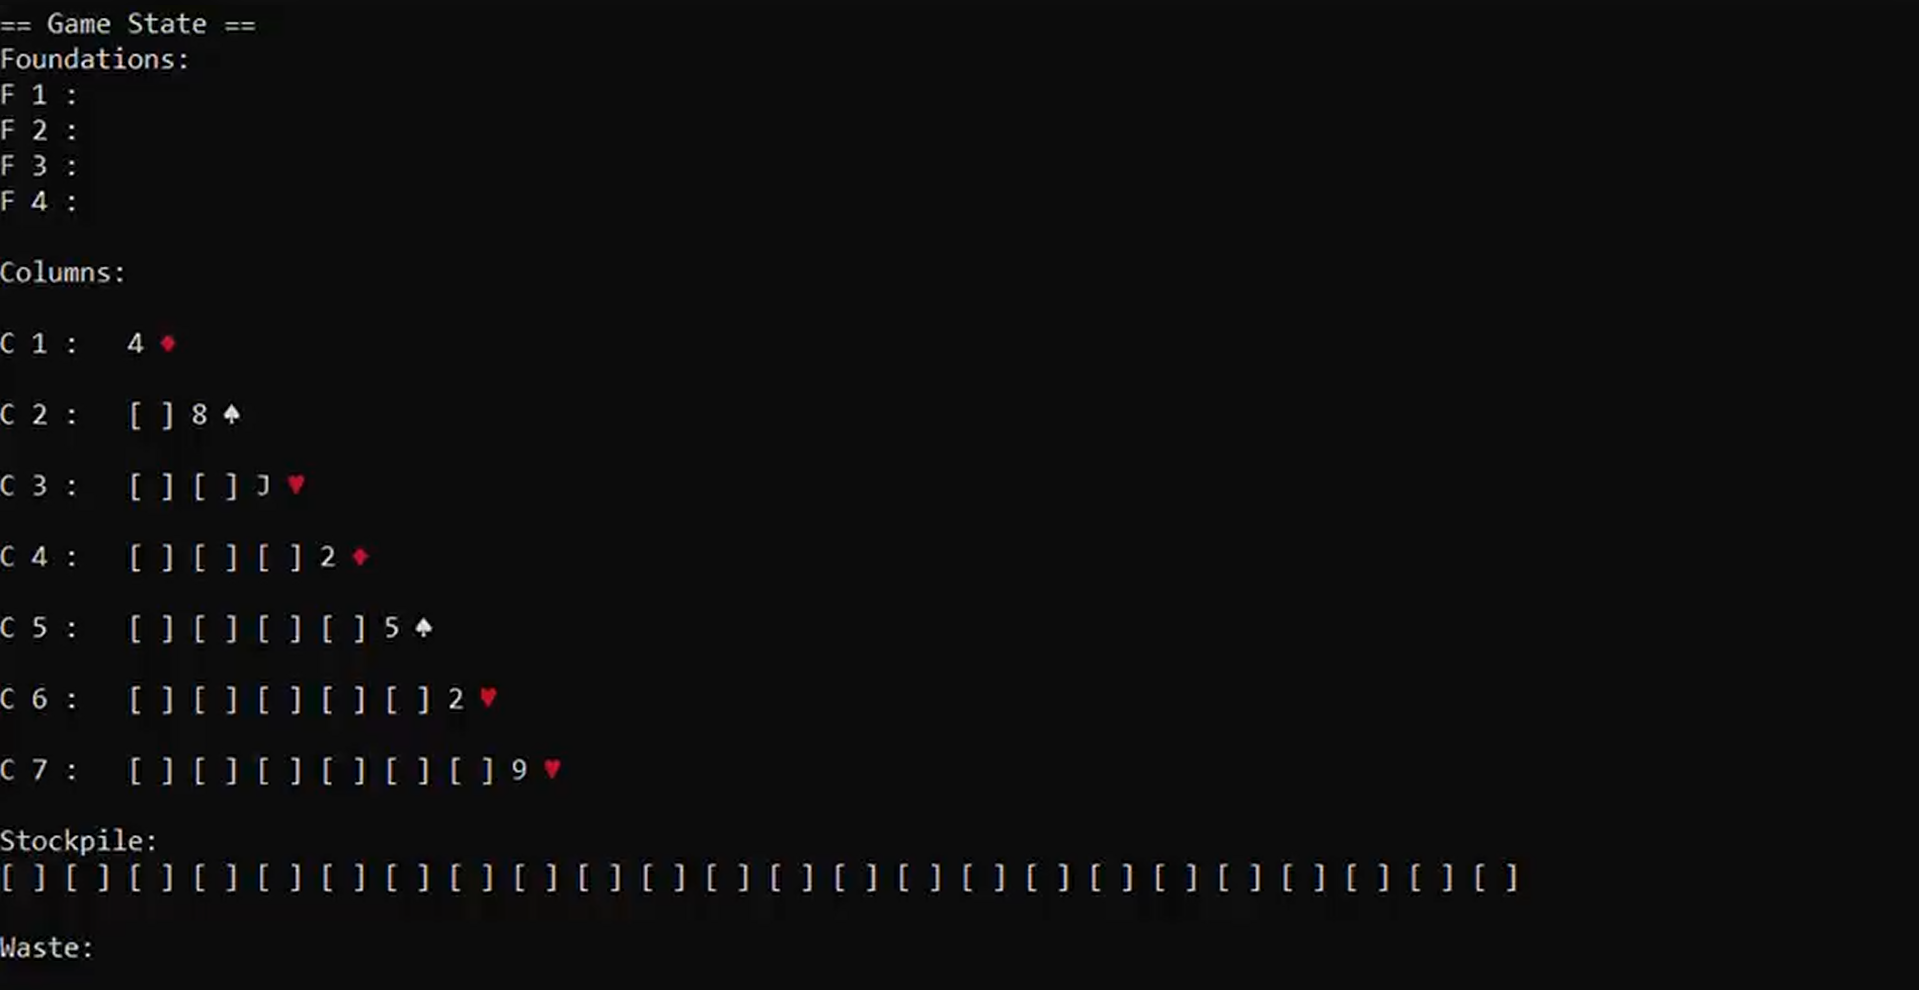 == Game State ==
Foundations:
F 1 :
F 2 :
F 3 :
F 4 :
Columns:
C 1 : 4 ♦
C 2 : [ ] 8 ♠
C 3 : [ ] [ ] J ♥
C 4 : [ ] [ ] [ ] 2 ♦
C 5 : [ ] [ ] [ ] [ ] 5 ♠
C 6 : [ ] [ ] [ ] [ ] [ ] 2 ♥
C 7 : [ ] [ ] [ ] [ ] [ ] [ ] 9 ♥
Stockpile:
[ ] [ ] [ ] [ ] [ ] [ ] [ ] [ ] [ ] [ ] [ ] [ ] [ ] [ ] [ ] [ ] [ ] [ ] [ ] [ ] [ ] [ ] [ ] [ ]
Waste: